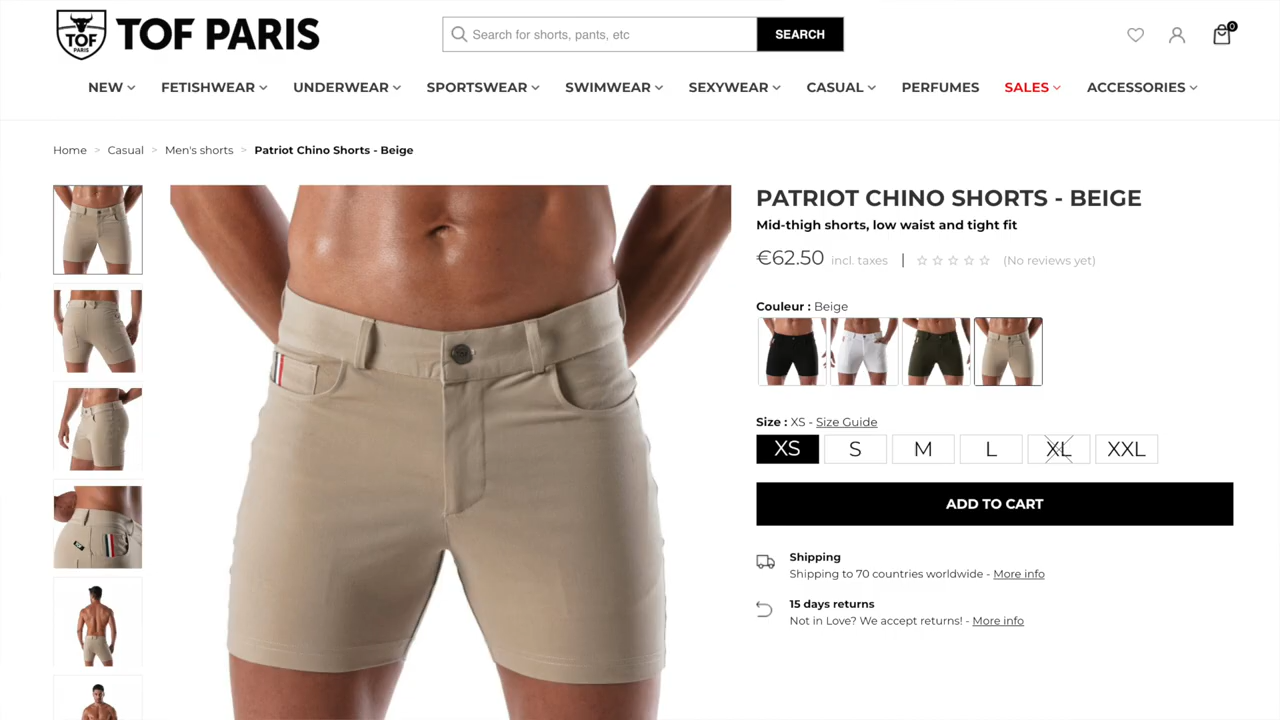 TOF PARIS
TOF
PARIS
Search for shorts, pants, etc
SEARCH
0
NEW
FETISHWEAR
UNDERWEAR
SPORTSWEAR
SWIMWEAR
SEXYWEAR
CASUAL
PERFUMES
SALES
ACCESSORIES
Home > Casual > Men's shorts > Patriot Chino Shorts - Beige
PATRIOT CHINO SHORTS - BEIGE
Mid-thigh shorts, low waist and tight fit
€62.50 incl. taxes | (No reviews yet)
Couleur : Beige
Size : XS - Size Guide
XS S M L XL XXL
ADD TO CART
Shipping
Shipping to 70 countries worldwide - More info
15 days returns
Not in Love? We accept returns! - More info